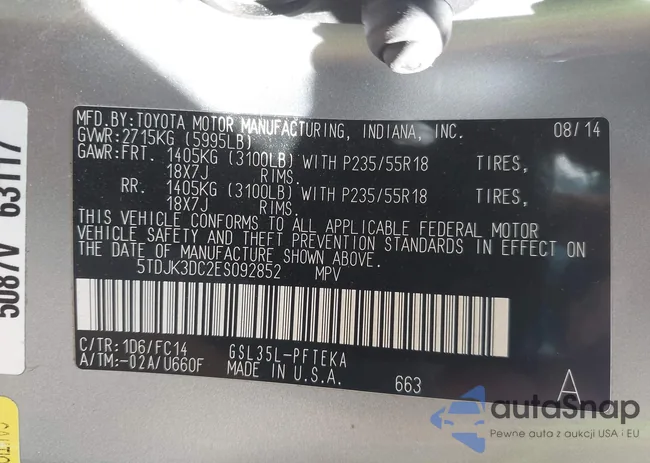 MFD.BY:TOYOTA MOTOR MANUFACTURING, INDIANA, INC. 08/14
GVWR:2715KG (5995LB)
GAWR:FRT. 1405KG (3100LB) WITH P235/55R18 TIRES,
18X7J RIMS.
RR. 1405KG (3100LB) WITH P235/55R18 TIRES,
18X7J RIMS.
THIS VEHICLE CONFORMS TO ALL APPLICABLE FEDERAL MOTOR
VEHICLE SAFETY AND THEFT PREVENTION STANDARDS IN EFFECT ON
THE DATE OF MANUFACTURE SHOWN ABOVE.
5TDJK3DC2ES092852 MPV
C/TR:1D6/FC14 GSL35L-PFTEKA
A/TM:-02A/U660F MADE IN U.S.A. 663 A
5087V 63117
autoSnap
Pewne auta z aukcji USA i EU